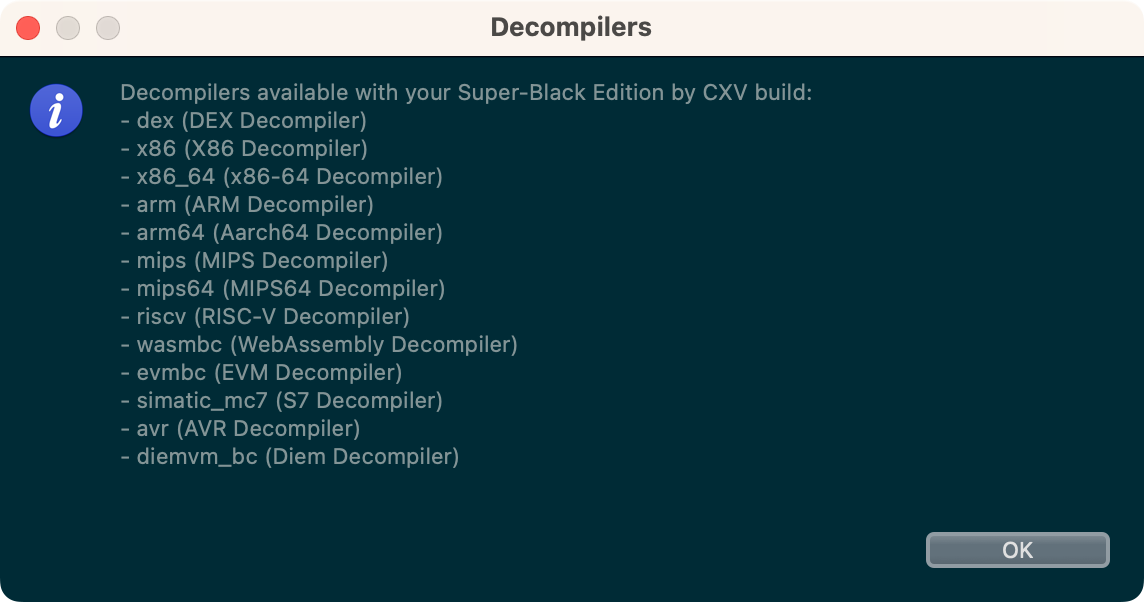 Decompilers
Decompilers available with your Super-Black Edition by CXV build:
- dex (DEX Decompiler)
- x86 (X86 Decompiler)
- x86_64 (x86-64 Decompiler)
- arm (ARM Decompiler)
- arm64 (Aarch64 Decompiler)
- mips (MIPS Decompiler)
- mips64 (MIPS64 Decompiler)
- riscv (RISC-V Decompiler)
- wasmbc (WebAssembly Decompiler)
- evmbc (EVM Decompiler)
- simatic_mc7 (S7 Decompiler)
- avr (AVR Decompiler)
- diemvm_bc (Diem Decompiler)
OK